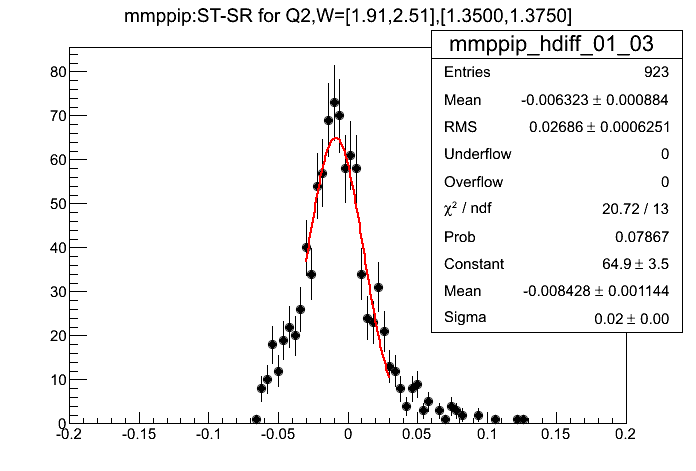 mmppip:ST-SR for Q2,W=[1.91,2.51],[1.3500,1.3750]
mmppip_hdiff_01_03
Entries 923
Mean -0.006323 ± 0.000884
RMS 0.02686 ± 0.0006251
Underflow 0
Overflow 0
χ² / ndf 20.72 / 13
Prob 0.07867
Constant 64.9 ± 3.5
Mean -0.008428 ± 0.001144
Sigma 0.02 ± 0.00
80
70
60
50
40
30
20
10
0
-0.2 -0.15 -0.1 -0.05 0 0.05 0.1 0.15 0.2